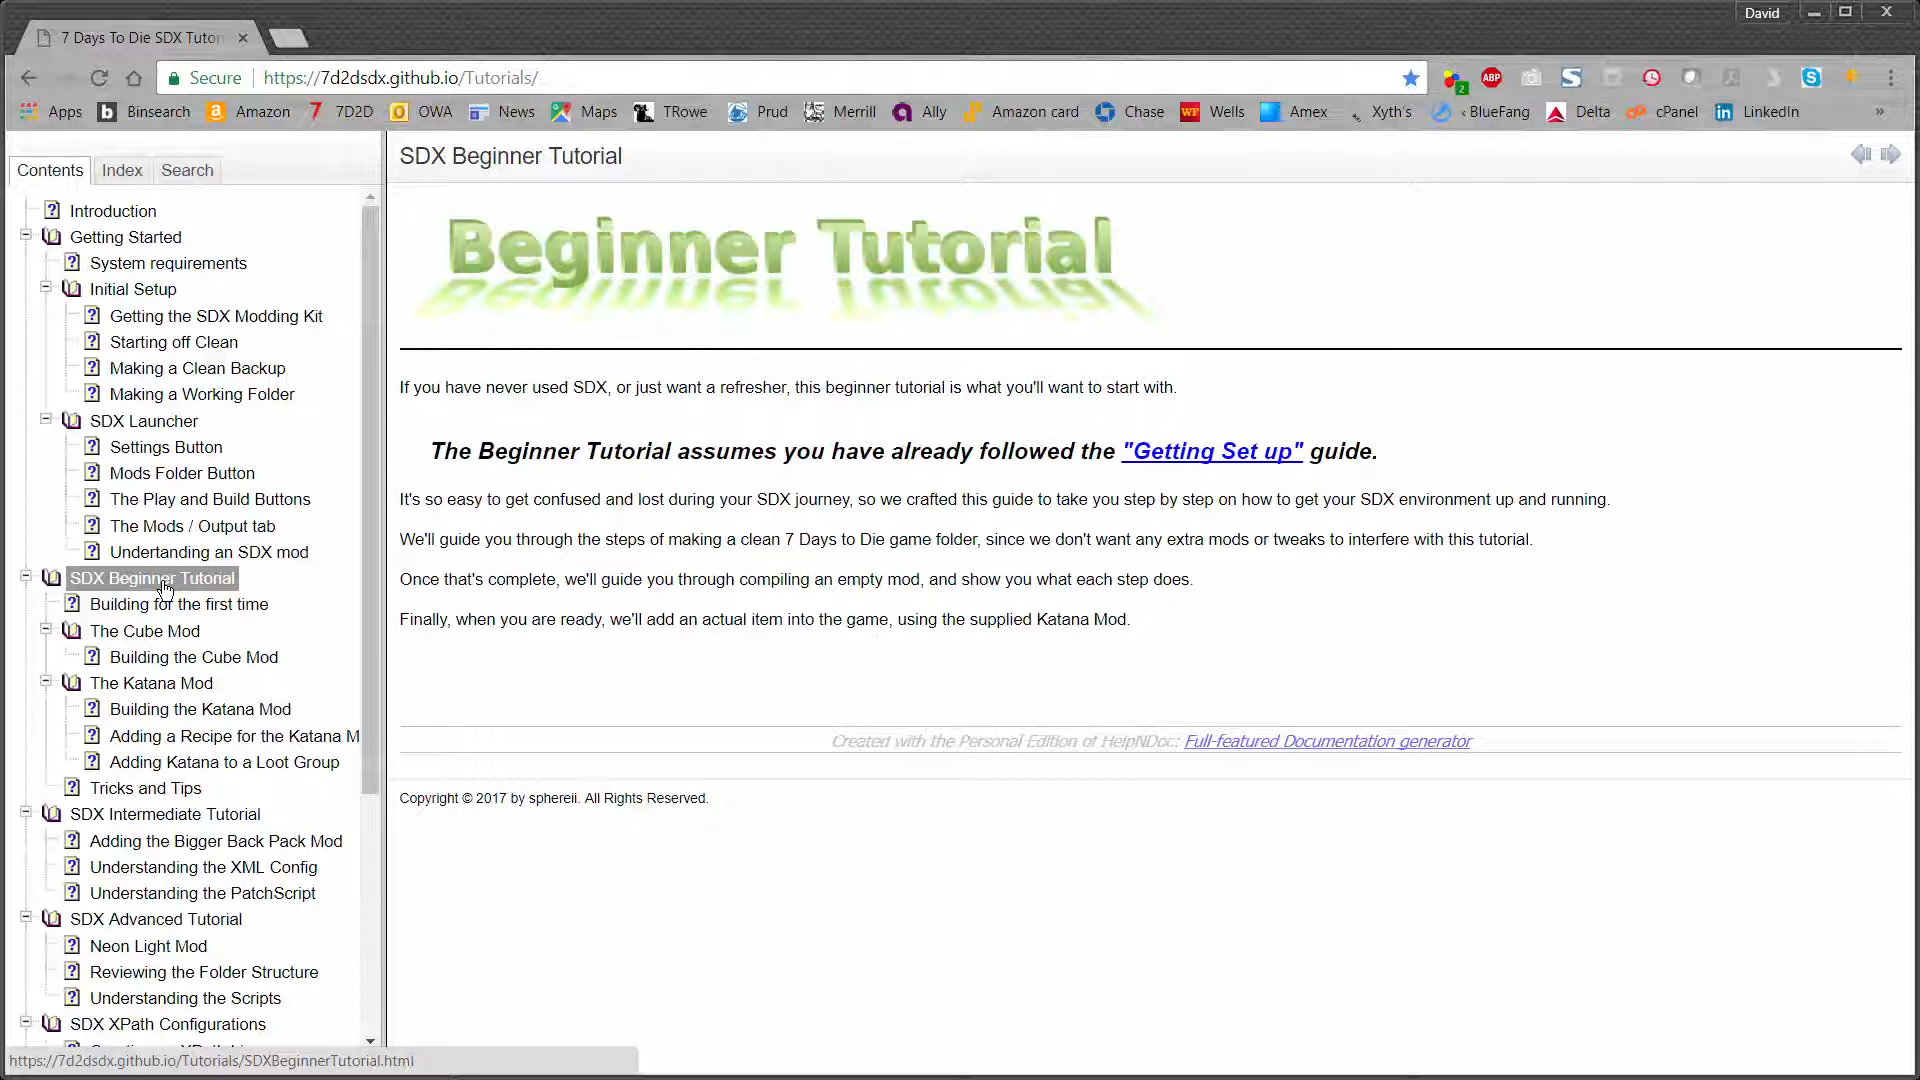 David
7 Days To Die SDX Tutor
Secure https://7d2dsdx.github.io/Tutorials/
ABP
2
Apps Binsearch Amazon 7D2D OWA News Maps TRowe Prud Merrill Ally Amazon card Chase Wells Amex Xyth's ‹ BlueFang Delta cPanel LinkedIn »
Contents Index Search
Introduction
Getting Started
System requirements
Initial Setup
Getting the SDX Modding Kit
Starting off Clean
Making a Clean Backup
Making a Working Folder
SDX Launcher
Settings Button
Mods Folder Button
The Play and Build Buttons
The Mods / Output tab
Undertanding an SDX mod
SDX Beginner Tutorial
Building for the first time
The Cube Mod
Building the Cube Mod
The Katana Mod
Building the Katana Mod
Adding a Recipe for the Katana M
Adding Katana to a Loot Group
Tricks and Tips
SDX Intermediate Tutorial
Adding the Bigger Back Pack Mod
Understanding the XML Config
Understanding the PatchScript
SDX Advanced Tutorial
Neon Light Mod
Reviewing the Folder Structure
Understanding the Scripts
SDX XPath Configurations
https://7d2dsdx.github.io/Tutorials/SDXBeginnerTutorial.html
SDX Beginner Tutorial
Beginner Tutorial
If you have never used SDX, or just want a refresher, this beginner tutorial is what you'll want to start with.
The Beginner Tutorial assumes you have already followed the "Getting Set up" guide.
It's so easy to get confused and lost during your SDX journey, so we crafted this guide to take you step by step on how to get your SDX environment up and running.
We'll guide you through the steps of making a clean 7 Days to Die game folder, since we don't want any extra mods or tweaks to interfere with this tutorial.
Once that's complete, we'll guide you through compiling an empty mod, and show you what each step does.
Finally, when you are ready, we'll add an actual item into the game, using the supplied Katana Mod.
Created with the Personal Edition of HelpNDoc: Full-featured Documentation generator
Copyright © 2017 by sphereii. All Rights Reserved.